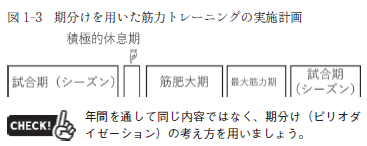 図 1-3　期分けを用いた筋力トレーニングの実施計画
積極的休息期
試合期（シーズン）　筋肥大期　最大筋力期　試合期（シーズン）
CHECK!　年間を通して同じ内容ではなく、期分け（ピリオダ
イゼーション）の考え方を用いましょう。